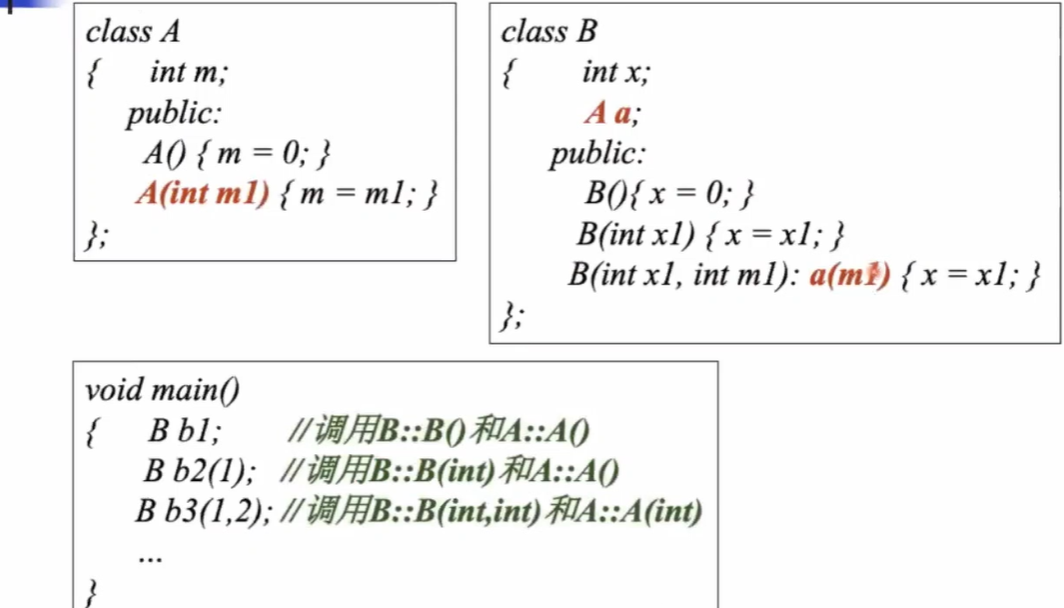 class A
{ int m;
public:
A() { m = 0; }
A(int m1) { m = m1; }
};
class B
{ int x;
A a;
public:
B(){ x = 0; }
B(int x1) { x = x1; }
B(int x1, int m1): a(m1) { x = x1; }
};
void main()
{ B b1; //调用B::B()和A::A()
B b2(1); //调用B::B(int)和A::A()
B b3(1,2); //调用B::B(int,int)和A::A(int)
...
}